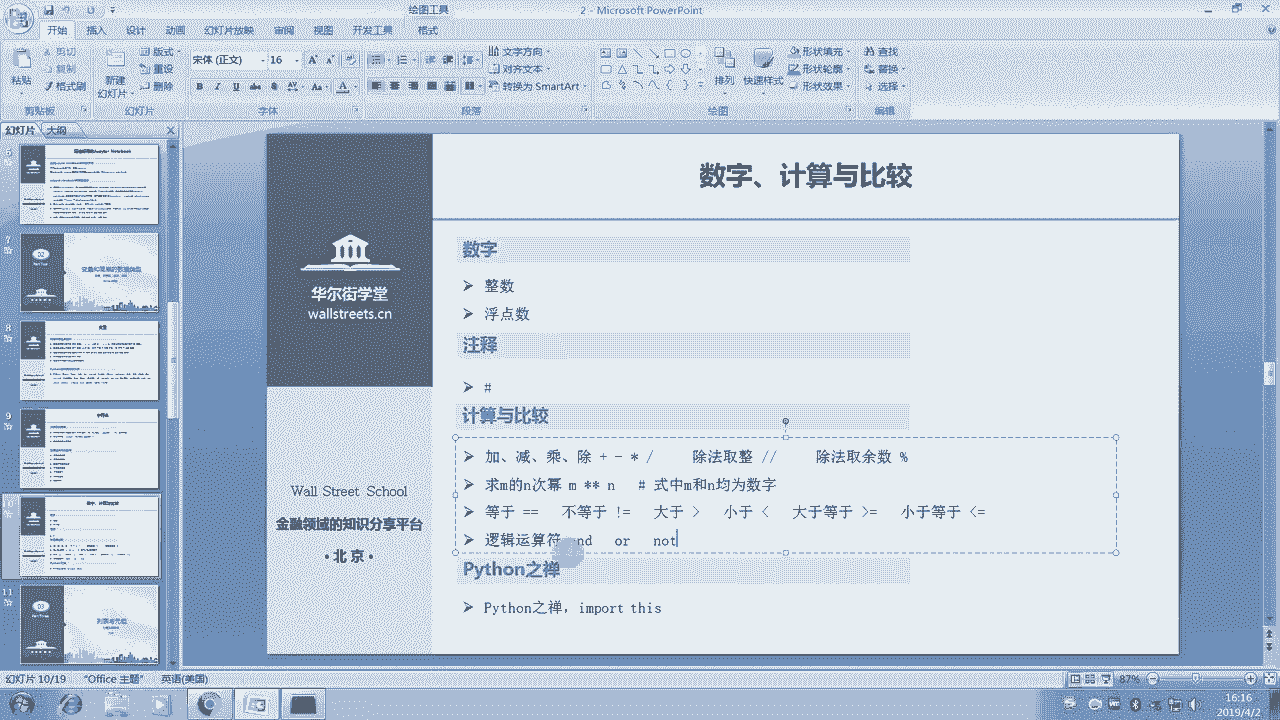 绘图工具
2 - Microsoft PowerPoint
开始 插入 设计 动画 幻灯片放映 审阅 视图 开发工具 格式
剪切 版式 宋体 (正文) 16 文字方向 形状填充 查找
粘贴 复制 新建 幻灯片 重设 对齐文本 排列 快速样式 形状轮廓 替换
格式刷 删除 转换为 SmartArt 形状效果 选择
剪贴板 幻灯片 字体 段落 绘图 编辑
幻灯片 大纲
数字、计算与比较
华尔街学堂
wallstreets.cn
Wall Street School
金融领域的知识分享平台
•北 京•
数字
➢ 整数
➢ 浮点数
注释
➢ #
计算与比较
➢ 加、减、乘、除 + - * / 除法取整 // 除法取余数 %
➢ 求m的n次幂 m ** n # 式中m和n均为数字
➢ 等于 == 不等于 != 大于 > 小于 < 大于等于 >= 小于等于 <=
➢ 逻辑运算符 and or not
Python之禅
➢ Python之禅，import this
7
8
9
10
11
幻灯片 10/19 "Office 主题" 英语(美国) 87%
16:16
2019/4/2